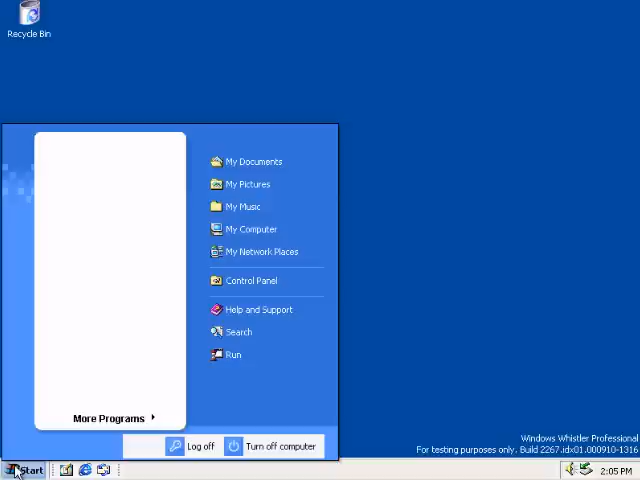 Recycle Bin
My Documents
My Pictures
My Music
My Computer
My Network Places
Control Panel
Help and Support
Search
Run
More Programs
Log off
Turn off computer
Windows Whistler Professional
For testing purposes only. Build 2267.idx01.000910-1316
Start
2:05 PM